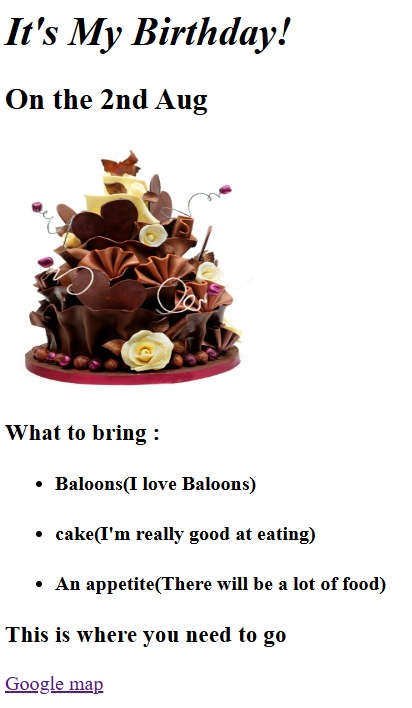 It's My Birthday!
On the 2nd Aug
What to bring :
Baloons(I love Baloons)
cake(I'm really good at eating)
An appetite(There will be a lot of food)
This is where you need to go
Google map